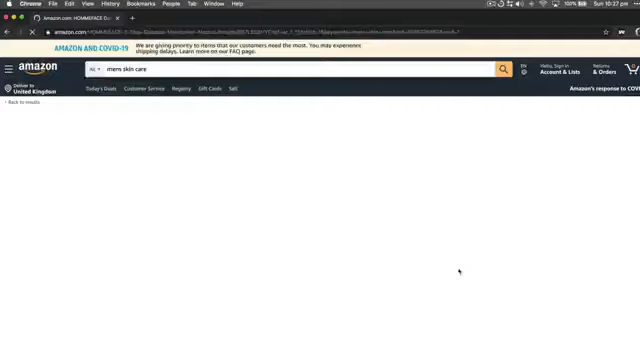 Chrome File Edit View History Bookmarks People Tab Window Help 100% Sun 10:27 pm
Amazon.com: HOMMEFACE Da
AMAZON AND COVID-19 We are giving priority to items that our customers need the most. You may experience
shipping delays. Learn more on our FAQ page.
amazon All mens skin care EN Hello, Sign in Account & Lists Returns & Orders 0
Deliver to
United Kingdom
Today's Deals Customer Service Registry Gift Cards Sell Amazon's response to COVI
Back to results